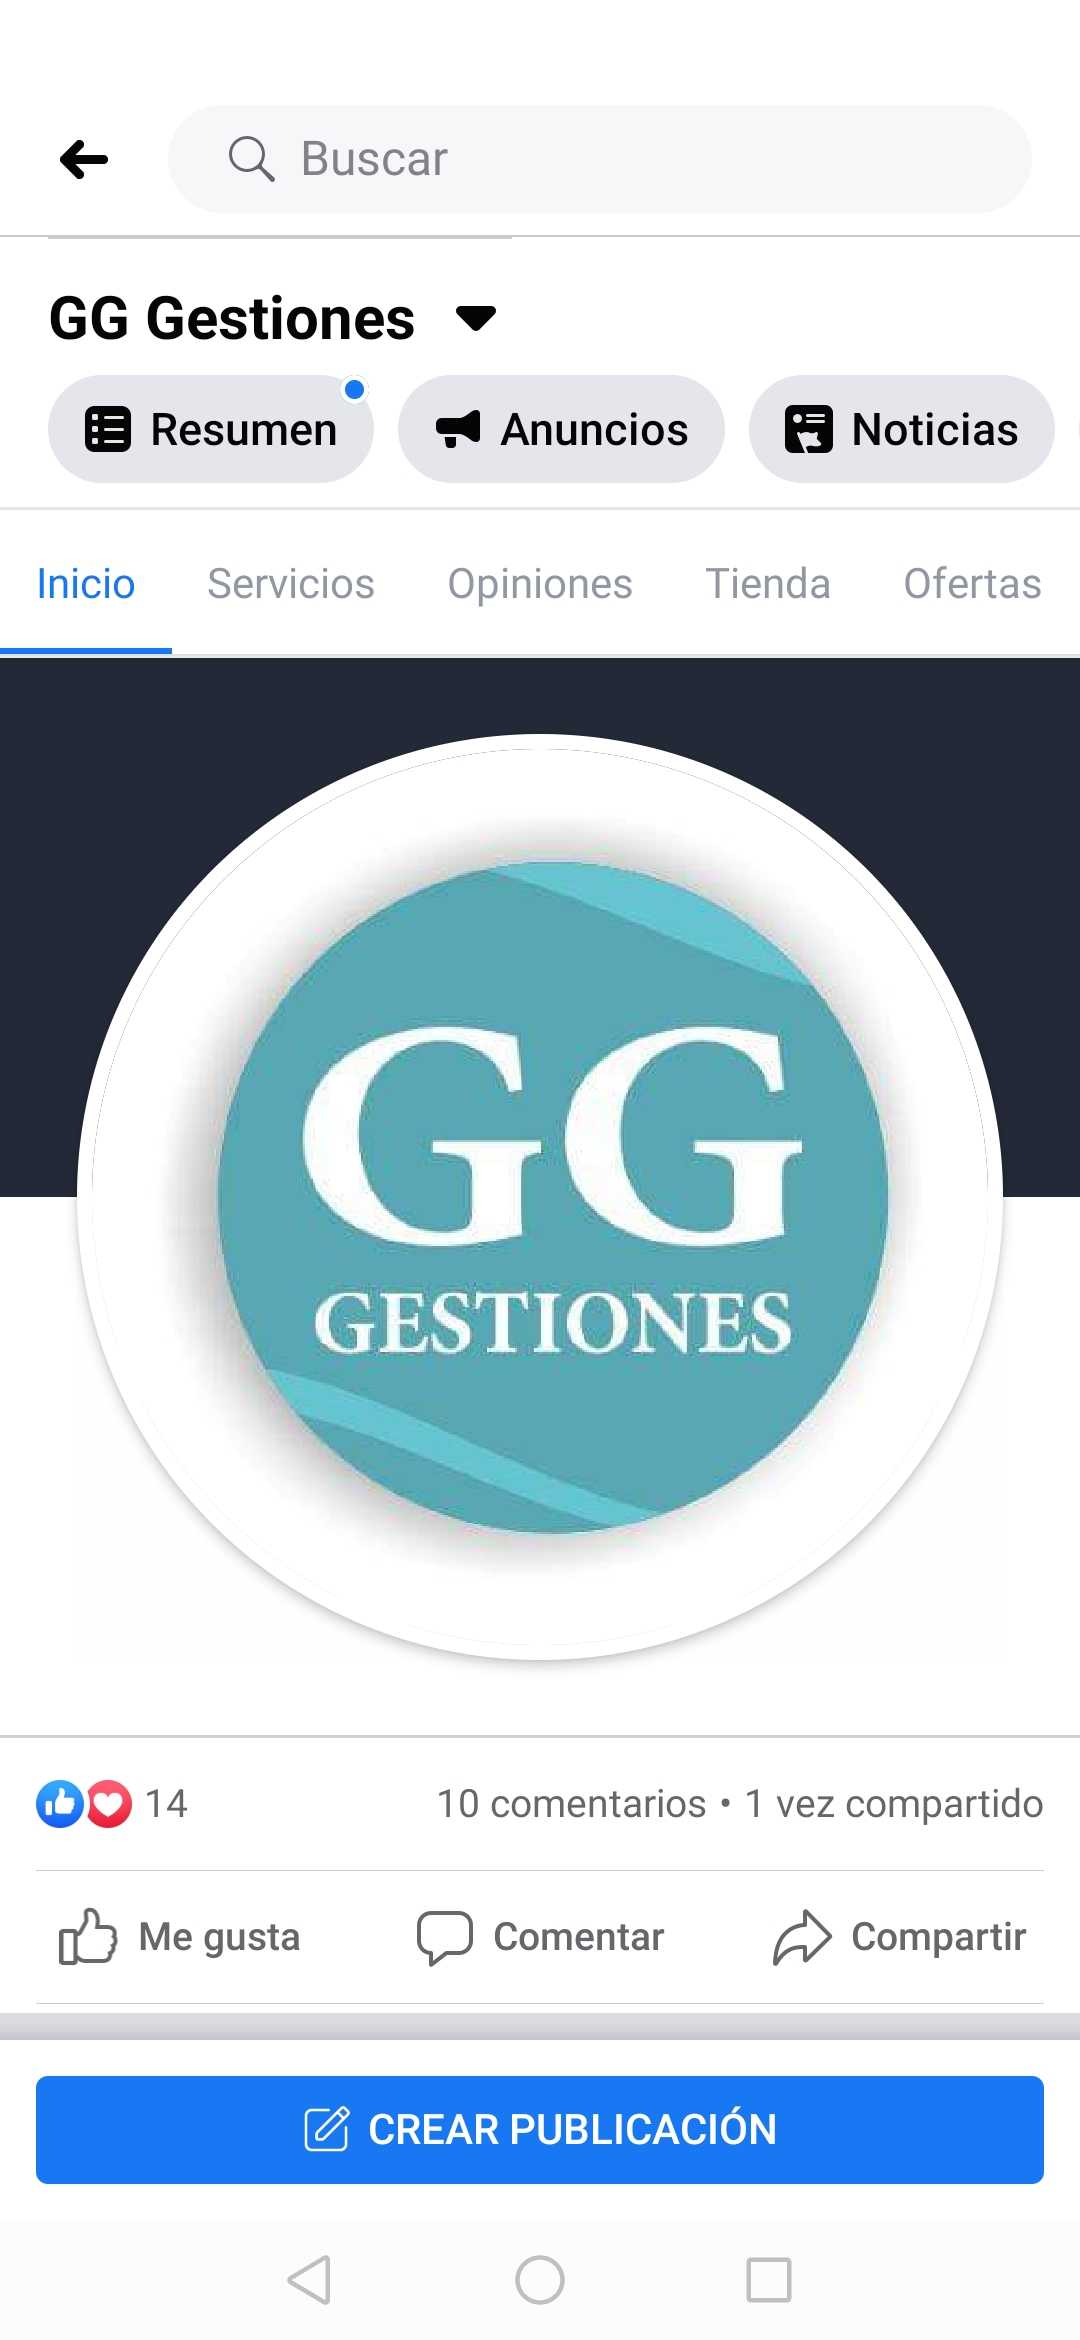 Buscar
GG Gestiones
Resumen Anuncios Noticias
Inicio Servicios Opiniones Tienda Ofertas
GG
GESTIONES
14 10 comentarios • 1 vez compartido
Me gusta Comentar Compartir
CREAR PUBLICACIÓN